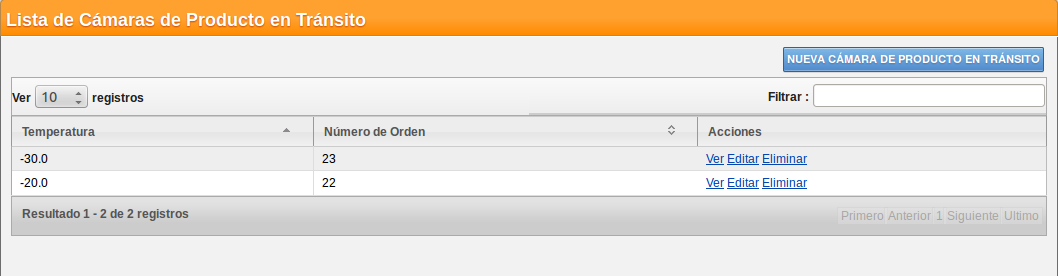 Lista de Cámaras de Producto en Tránsito
NUEVA CÁMARA DE PRODUCTO EN TRÁNSITO
Ver 10 registros Filtrar :
Temperatura Número de Orden Acciones
-30.0 23 Ver Editar Eliminar
-20.0 22 Ver Editar Eliminar
Resultado 1 - 2 de 2 registros Primero Anterior 1 Siguiente Ultimo